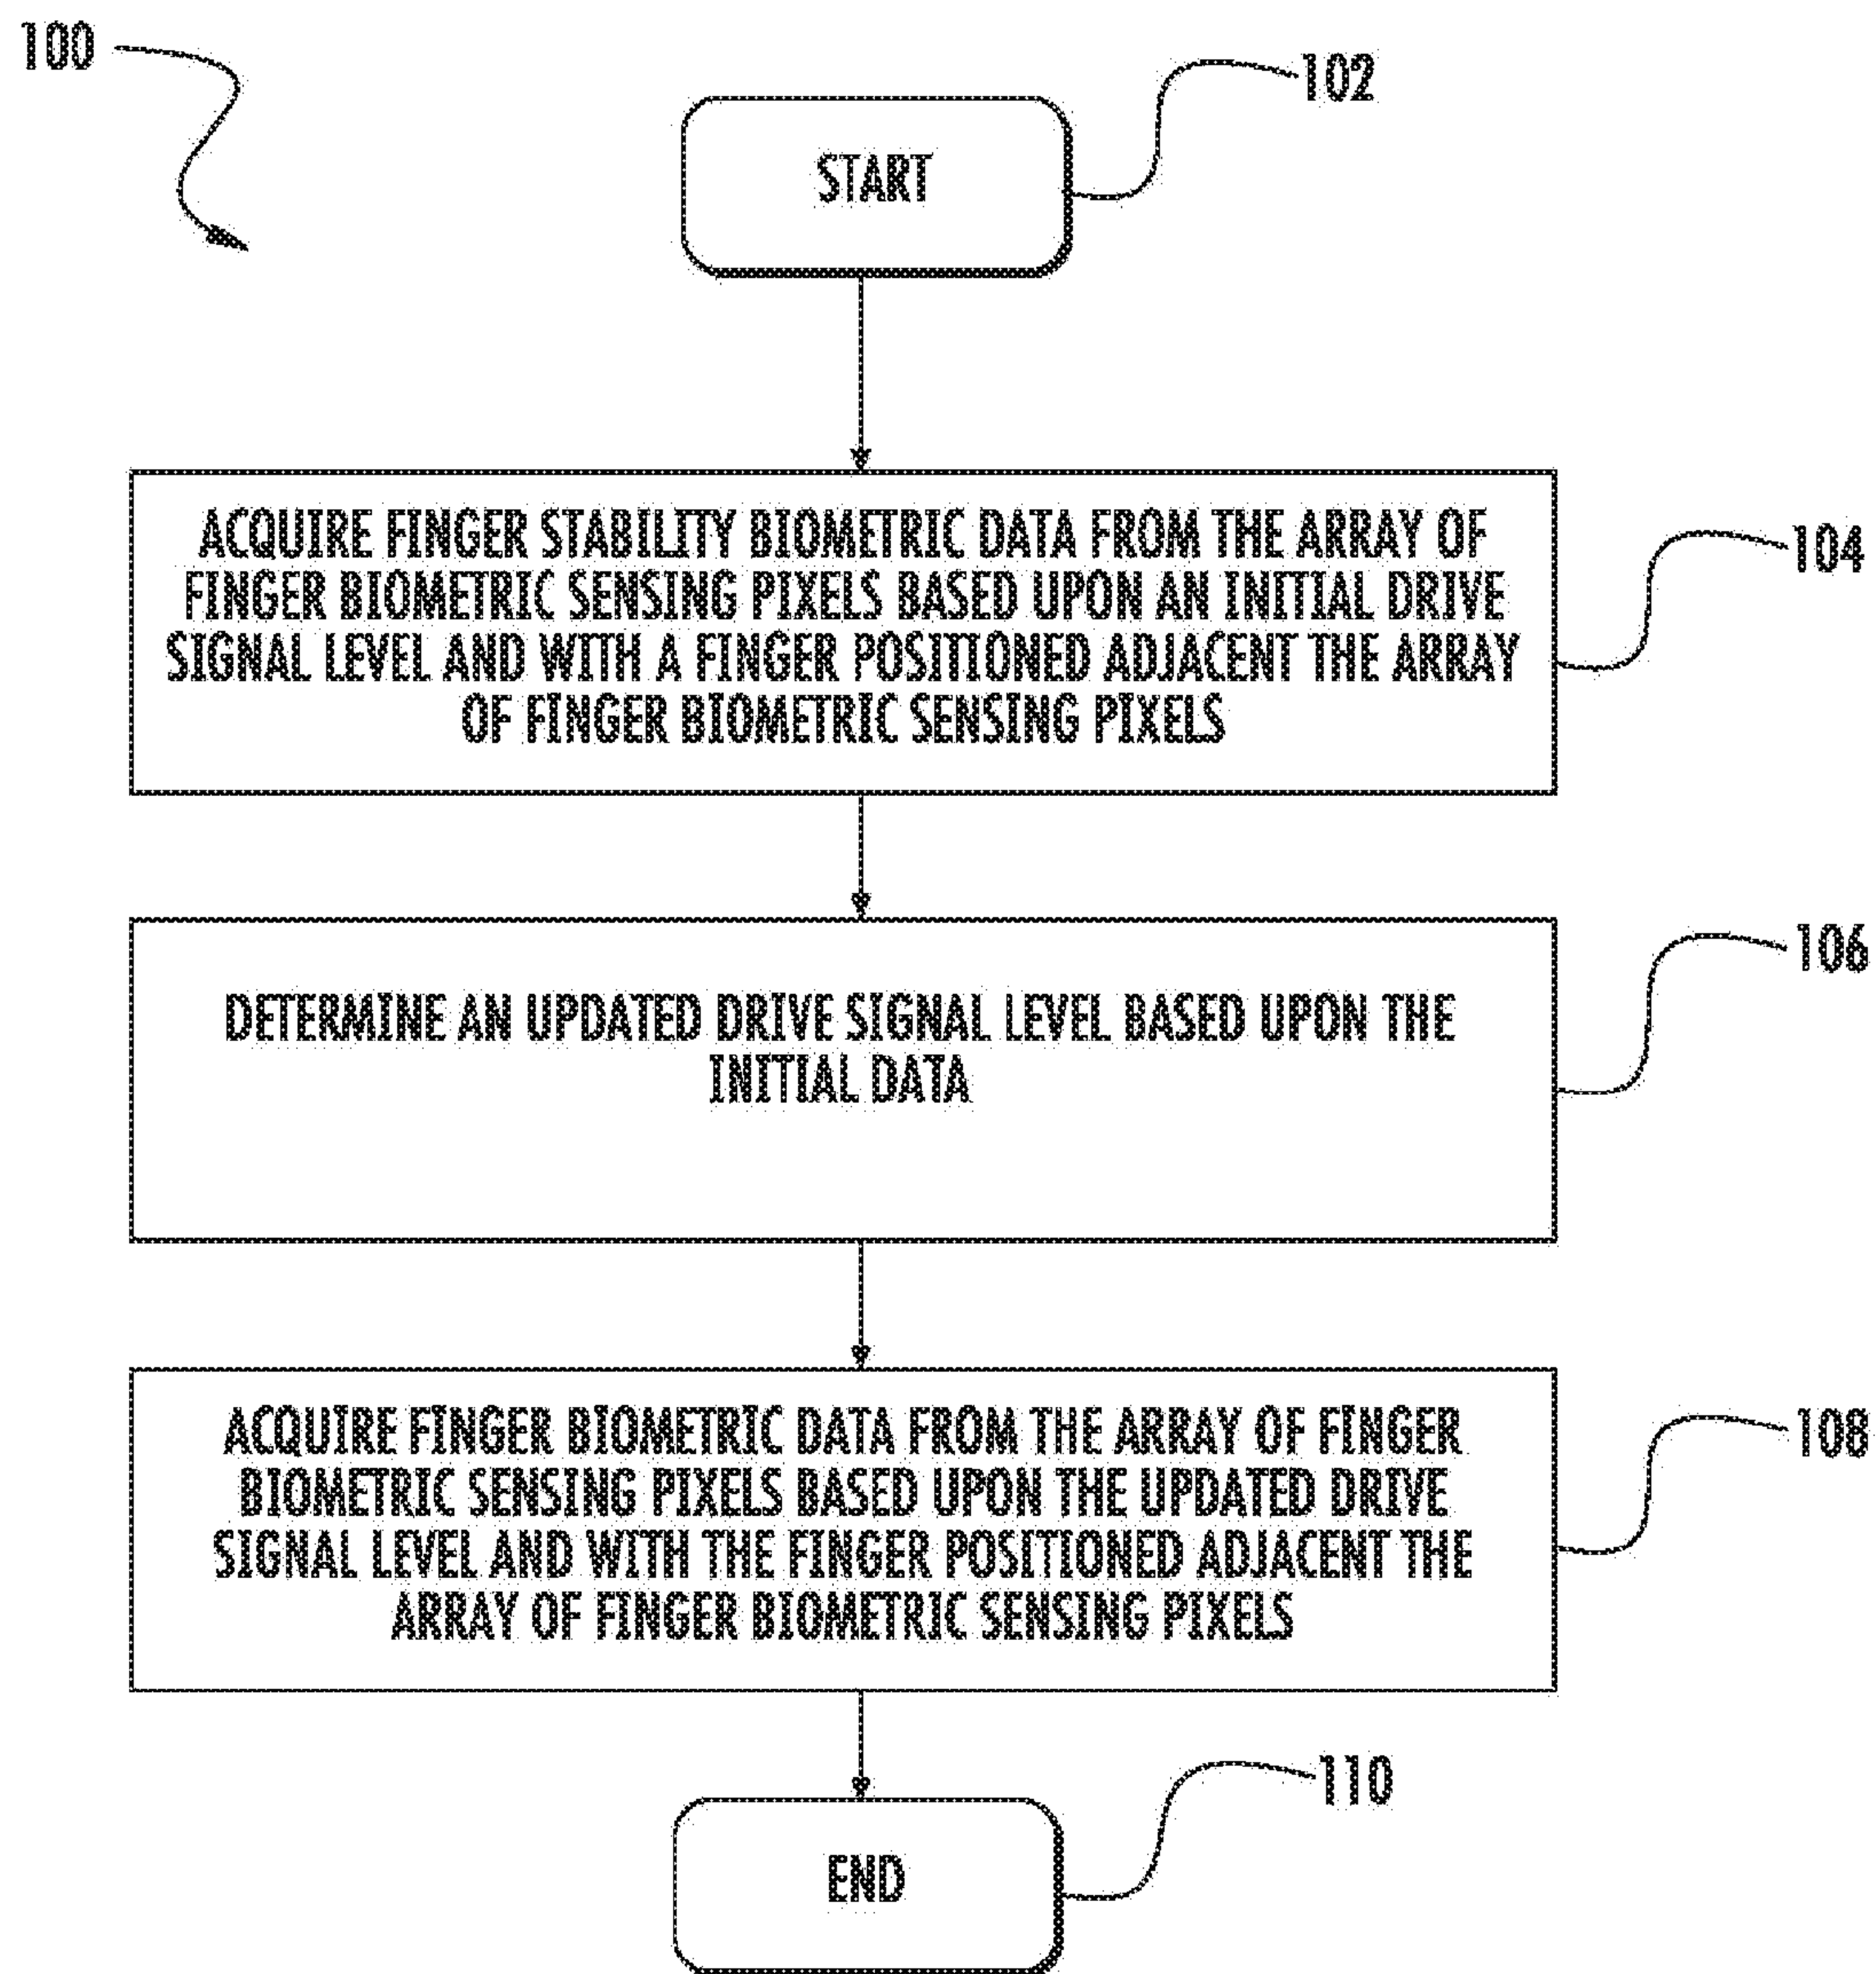 100
102
START
ACQUIRE FINGER STABILITY BIOMETRIC DATA FROM THE ARRAY OF
FINGER BIOMETRIC SENSING PIXELS BASED UPON AN INITIAL DRIVE
SIGNAL LEVEL AND WITH A FINGER POSITIONED ADJACENT THE ARRAY
OF FINGER BIOMETRIC SENSING PIXELS
104
DETERMINE AN UPDATED DRIVE SIGNAL LEVEL BASED UPON THE
INITIAL DATA
106
ACQUIRE FINGER BIOMETRIC DATA FROM THE ARRAY OF FINGER
BIOMETRIC SENSING PIXELS BASED UPON THE UPDATED DRIVE
SIGNAL LEVEL AND WITH THE FINGER POSITIONED ADJACENT THE
ARRAY OF FINGER BIOMETRIC SENSING PIXELS
108
END
110